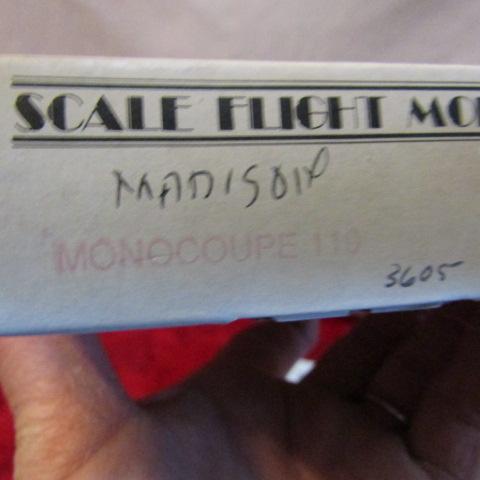 SCALE FLIGHT MO
MADISON
MONOCOUPE 110
3605